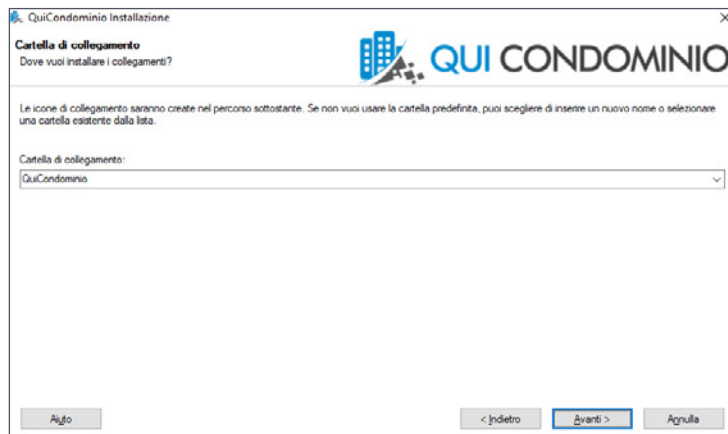 QuiCondominio Installazione
Cartella di collegamento
Dove vuoi installare i collegamenti?
QUI CONDOMINIO
Le icone di collegamento saranno create nel percorso sottostante. Se non vuoi usare la cartella predefinita, puoi scegliere di inserire un nuovo nome o selezionare
una cartella esistente dalla lista.
Cartella di collegamento:
QuiCondominio
Aiuto
< Indietro
Avanti >
Annulla